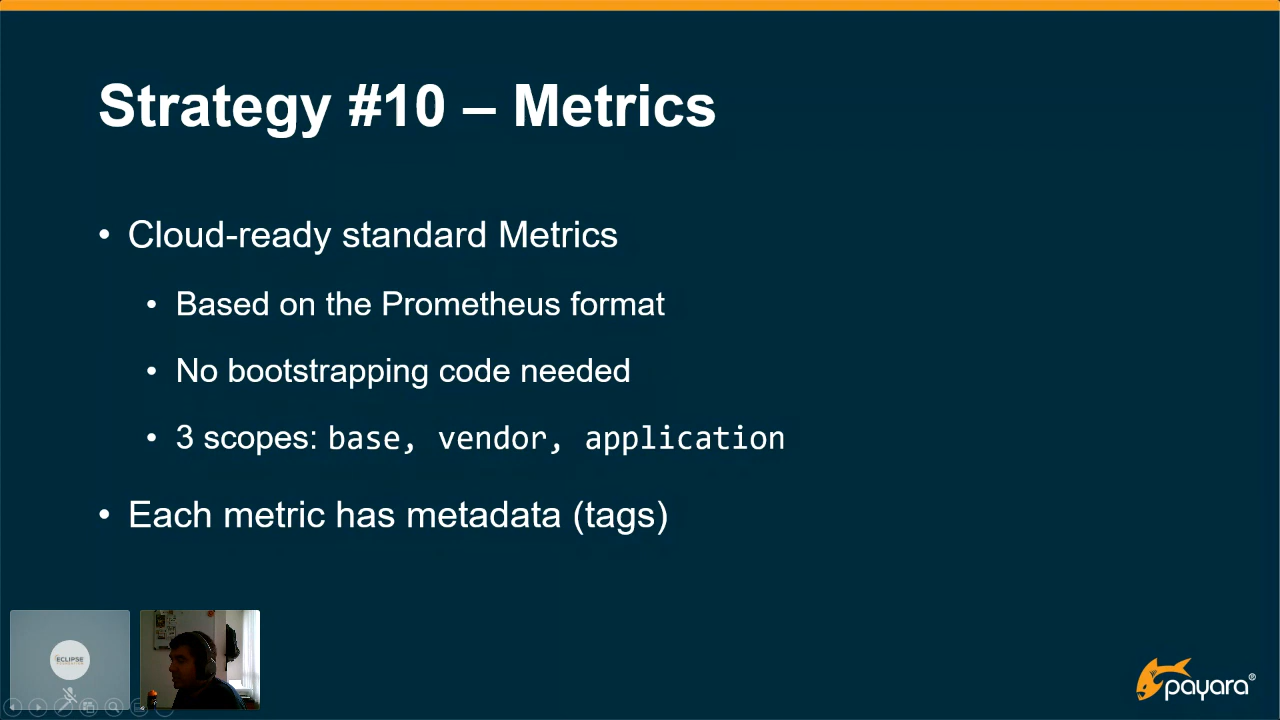 Strategy #10 – Metrics
• Cloud-ready standard Metrics
• Based on the Prometheus format
• No bootstrapping code needed
• 3 scopes: base, vendor, application
• Each metric has metadata (tags)
ECLIPSE
payara®